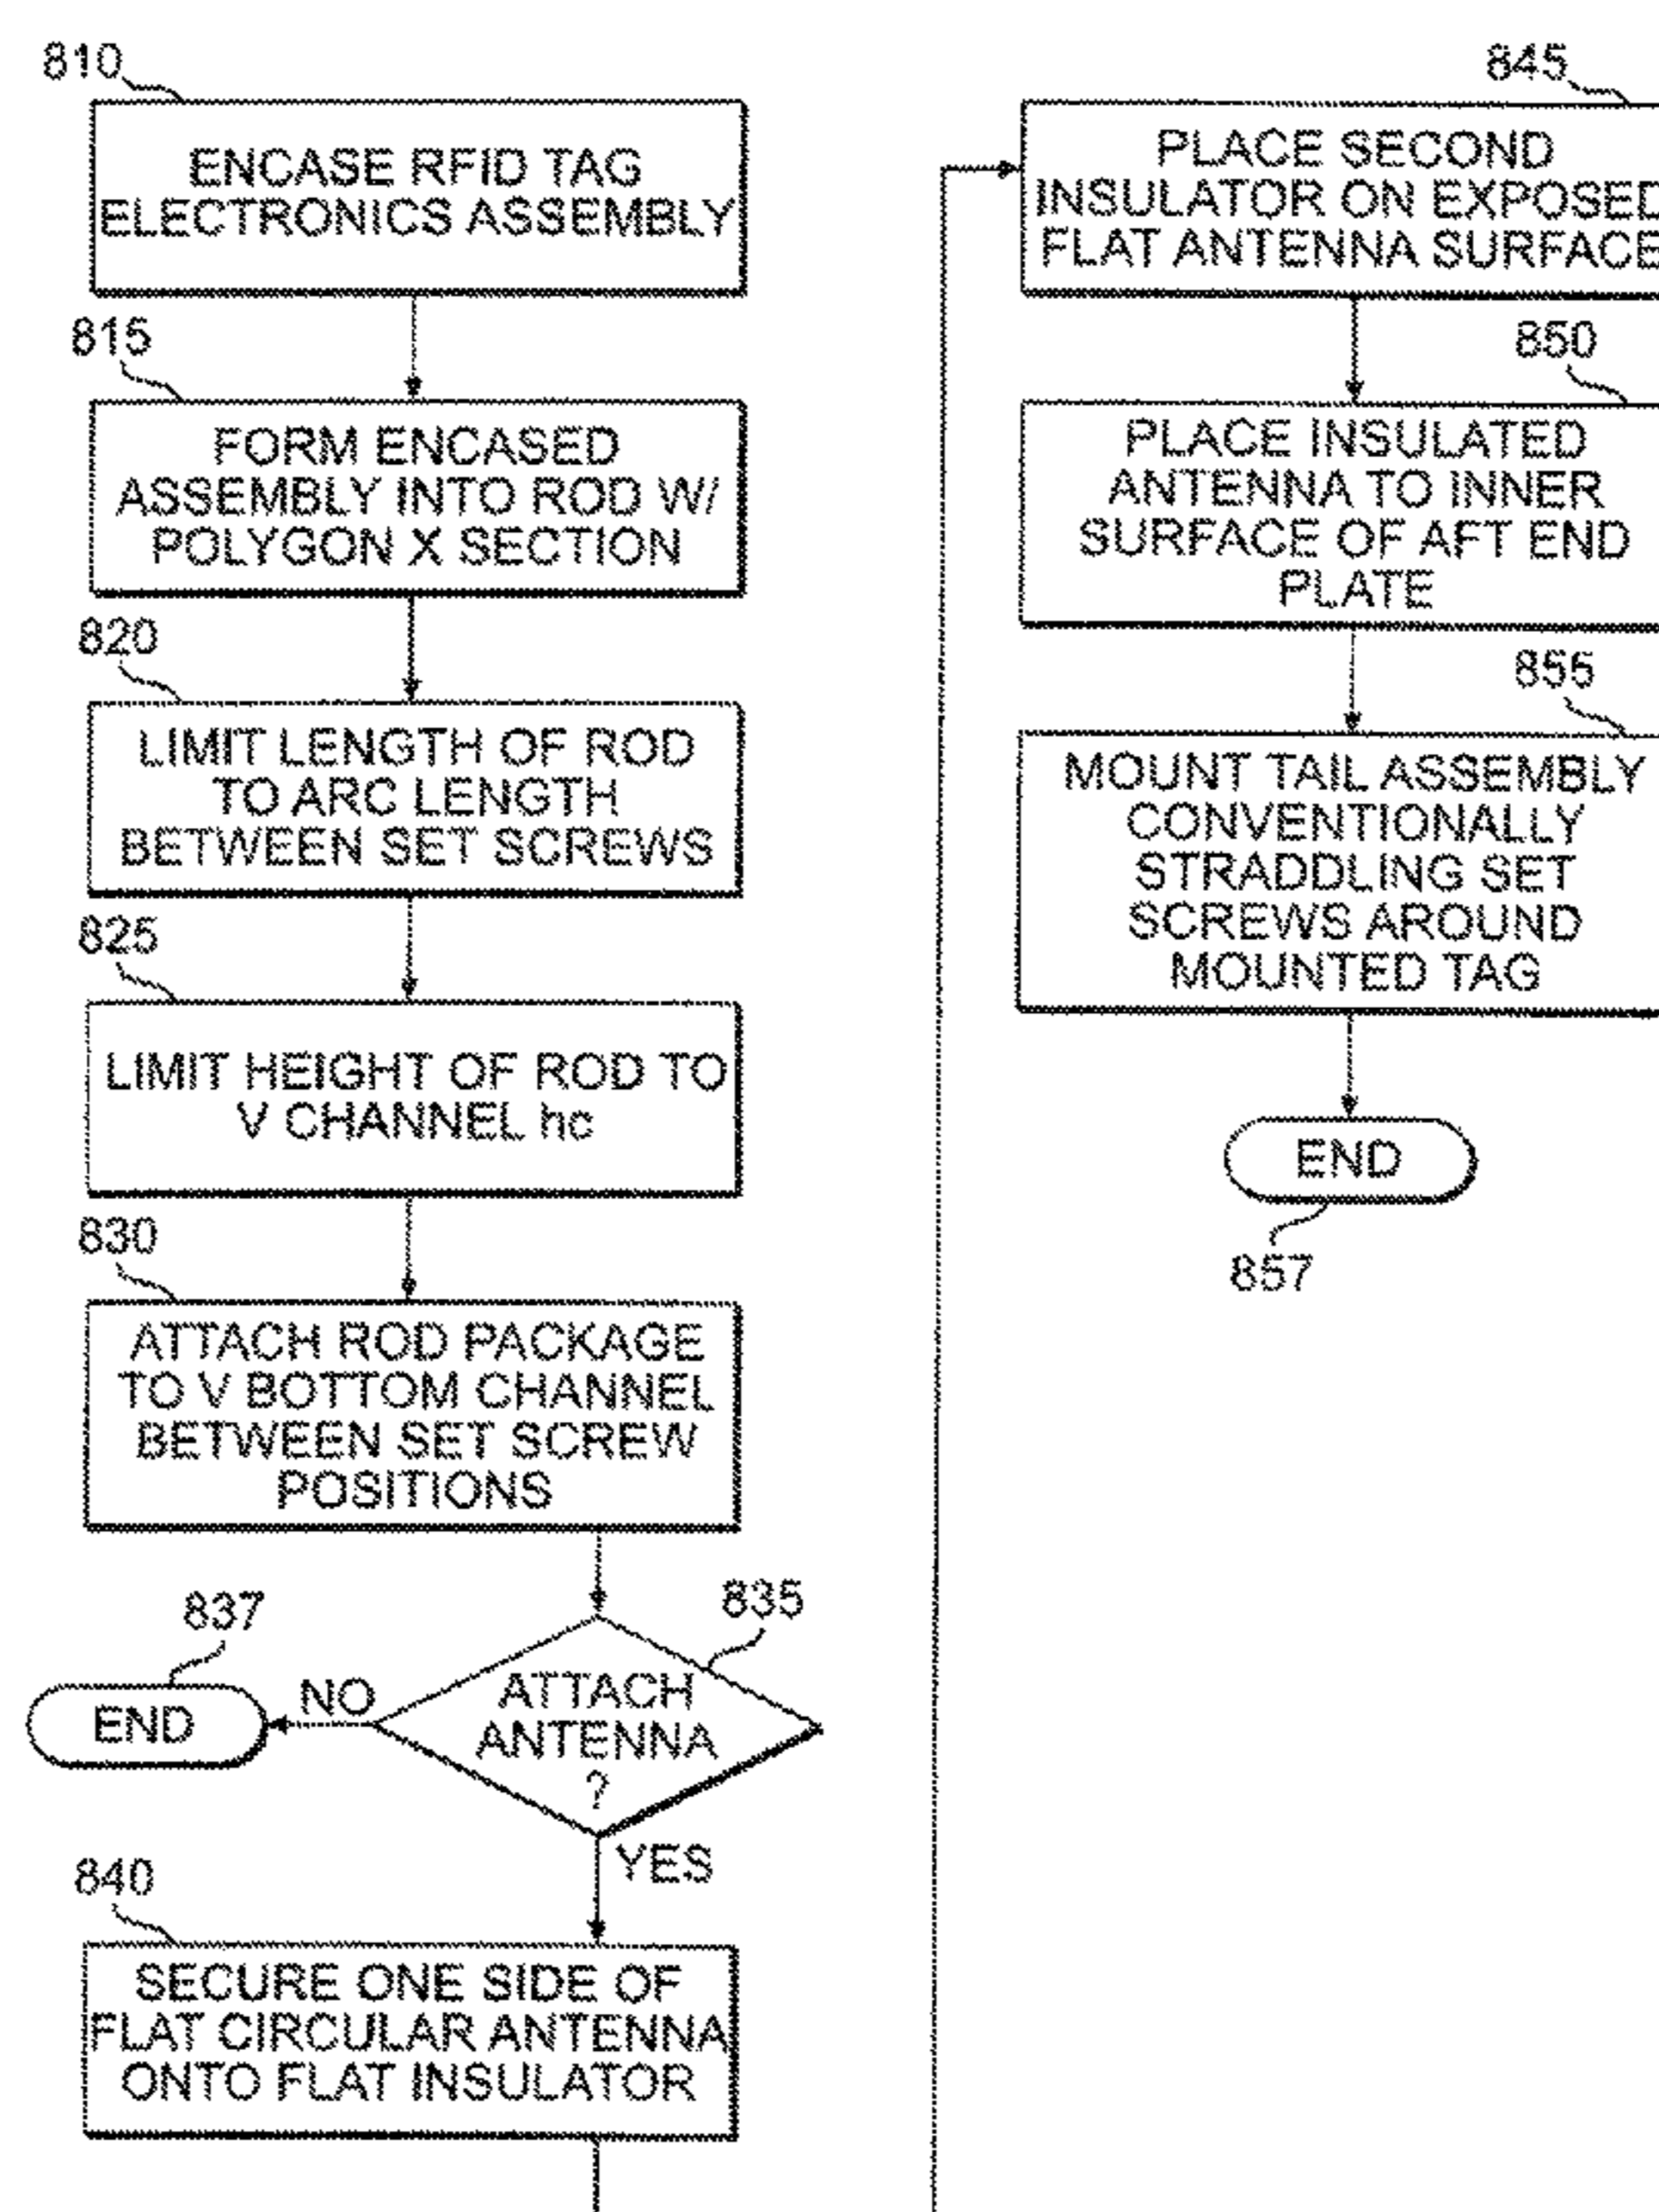 810
ENCASE RFID TAG
ELECTRONICS ASSEMBLY
815
FORM ENCASED
ASSEMBLY INTO ROD W/
POLYGON X SECTION
820
LIMIT LENGTH OF ROD
TO ARC LENGTH
BETWEEN SET SCREWS
825
LIMIT HEIGHT OF ROD TO
V CHANNEL hc
830
ATTACH ROD PACKAGE
TO V BOTTOM CHANNEL
BETWEEN SET SCREW
POSITIONS
835
ATTACH
ANTENNA
?
837
NO
END
YES
840
SECURE ONE SIDE OF
FLAT CIRCULAR ANTENNA
ONTO FLAT INSULATOR
845
PLACE SECOND
INSULATOR ON EXPOSED
FLAT ANTENNA SURFACE
850
PLACE INSULATED
ANTENNA TO INNER
SURFACE OF AFT END
PLATE
855
MOUNT TAIL ASSEMBLY
CONVENTIONALLY
STRADDLING SET
SCREWS AROUND
MOUNTED TAG
END
857